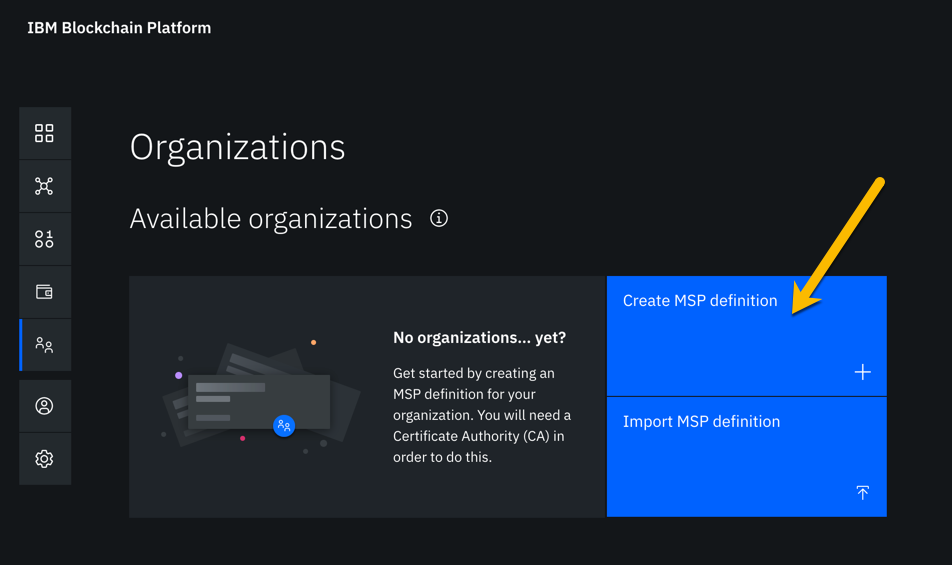 IBM Blockchain Platform
Organizations
Available organizations
No organizations... yet?
Get started by creating an
MSP definition for your
organization. You will need a
Certificate Authority (CA) in
order to do this.
Create MSP definition
Import MSP definition